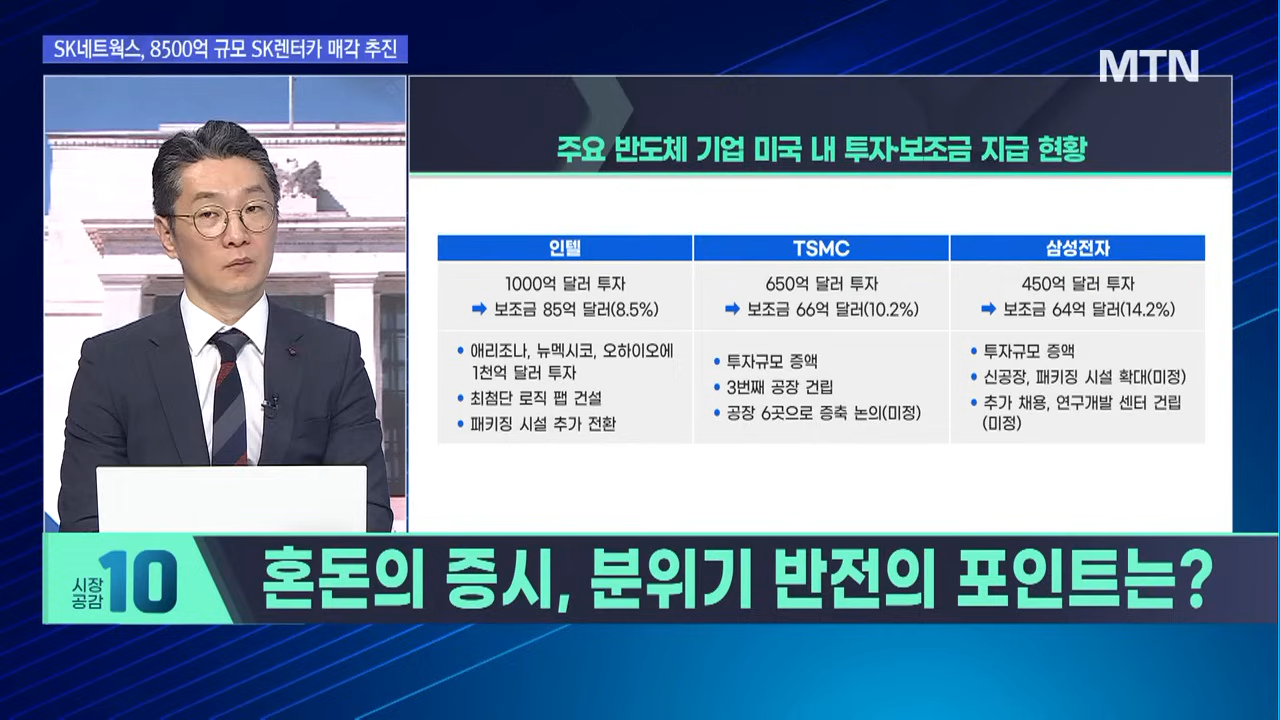 SK네트웍스, 8500억 규모 SK렌터카 매각 추진
MTN
주요 반도체 기업 미국 내 투자·보조금 지급 현황
인텔
TSMC
삼성전자
1000억 달러 투자
➡ 보조금 85억 달러(8.5%)
650억 달러 투자
➡ 보조금 66억 달러(10.2%)
450억 달러 투자
➡ 보조금 64억 달러(14.2%)
• 애리조나, 뉴멕시코, 오하이오에
1천억 달러 투자
• 최첨단 로직 팹 건설
• 패키징 시설 추가 전환
• 투자규모 증액
• 3번째 공장 건립
• 공장 6곳으로 증축 논의(미정)
• 투자규모 증액
• 신공장, 패키징 시설 확대(미정)
• 추가 채용, 연구개발 센터 건립
(미정)
시장
공감
10
혼돈의 증시, 분위기 반전의 포인트는?